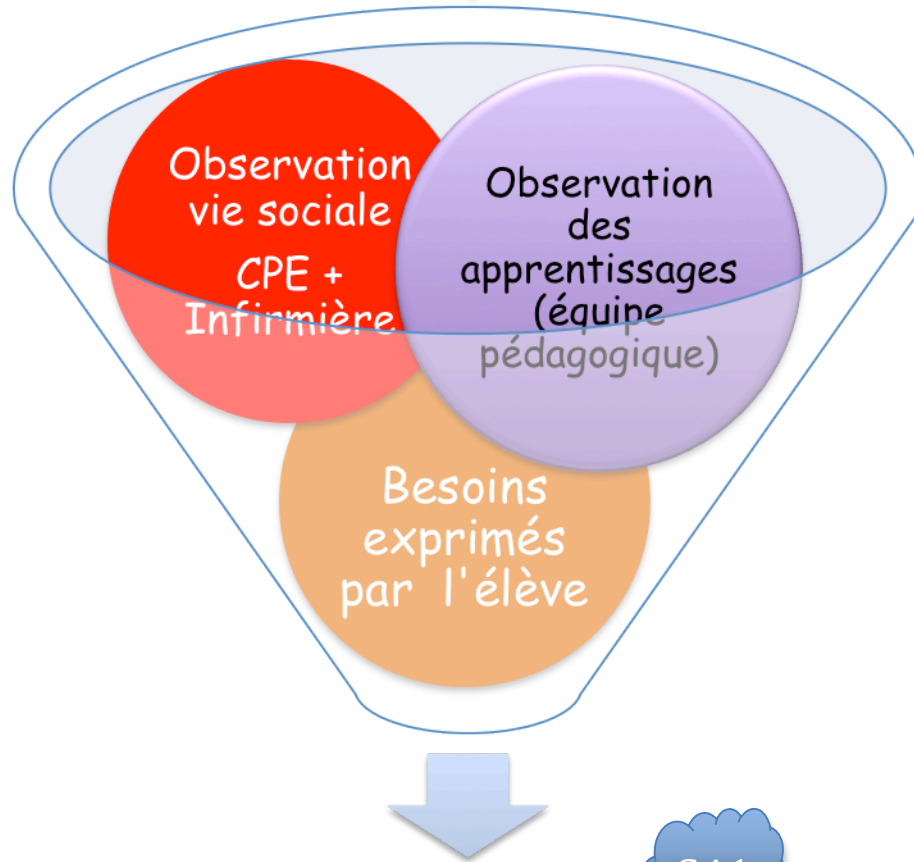 Observation
vie sociale
CPE +
Infirmière
Observation
des
apprentissages
(équipe
pédagogique)
Besoins
exprimés
par l'élève